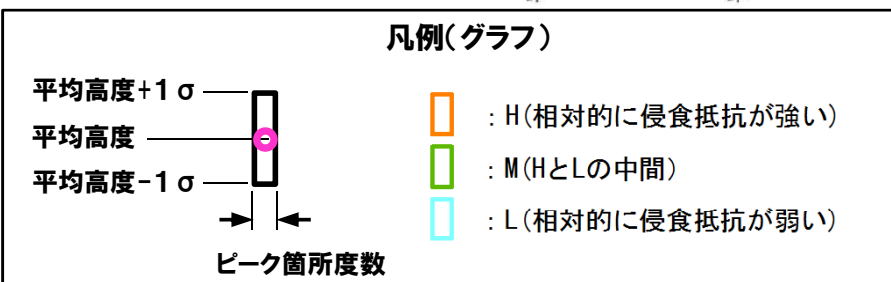 凡例(グラフ)
平均高度+1σ
平均高度
平均高度-1σ
ピーク箇所度数
：H(相対的に侵食抵抗が強い)
：M(HとLの中間)
：L(相対的に侵食抵抗が弱い)